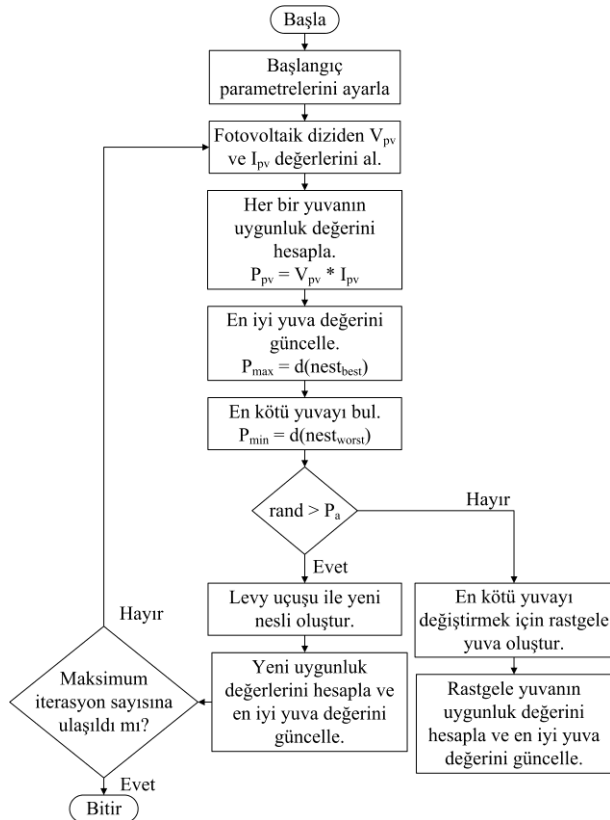 Başla
Başlangıç
parametrelerini ayarla
Fotovoltaik diziden V_pv
ve I_pv değerlerini al.
Her bir yuvanın
uygunluk değerini
hesapla.
P_pv = V_pv * I_pv
En iyi yuva değerini
güncelle.
P_max = d(nest_best)
En kötü yuvayı bul.
P_min = d(nest_worst)
rand > P_a
Hayır
Evet
Levy uçuşu ile yeni
nesli oluştur.
En kötü yuvayı
değiştirmek için rastgele
yuva oluştur.
Hayır
Maksimum
iterasyon sayısına
ulaşıldı mı?
Yeni uygunluk
değerlerini hesapla ve
en iyi yuva değerini
güncelle.
Rastgele yuvanın
uygunluk değerini
hesapla ve en iyi yuva
değerini güncelle.
Evet
Bitir